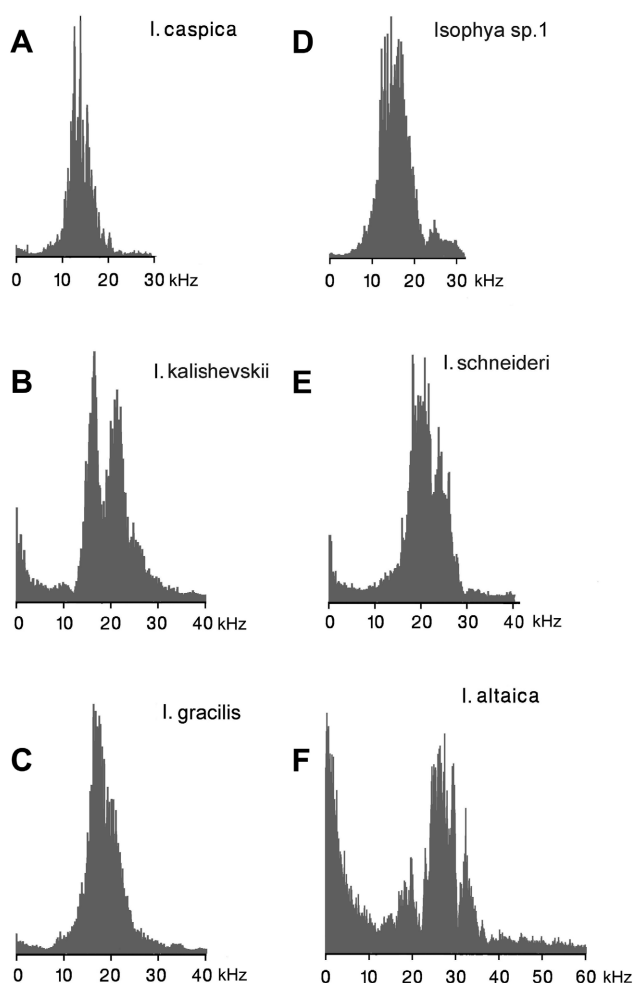 A
I. caspica
0 10 20 30 kHz
D
Isophya sp.1
0 10 20 30 kHz
B
I. kalishevskii
0 10 20 30 40 kHz
E
I. schneideri
0 10 20 30 40 kHz
C
I. gracilis
0 10 20 30 40 kHz
F
I. altaica
0 10 20 30 40 50 60 kHz